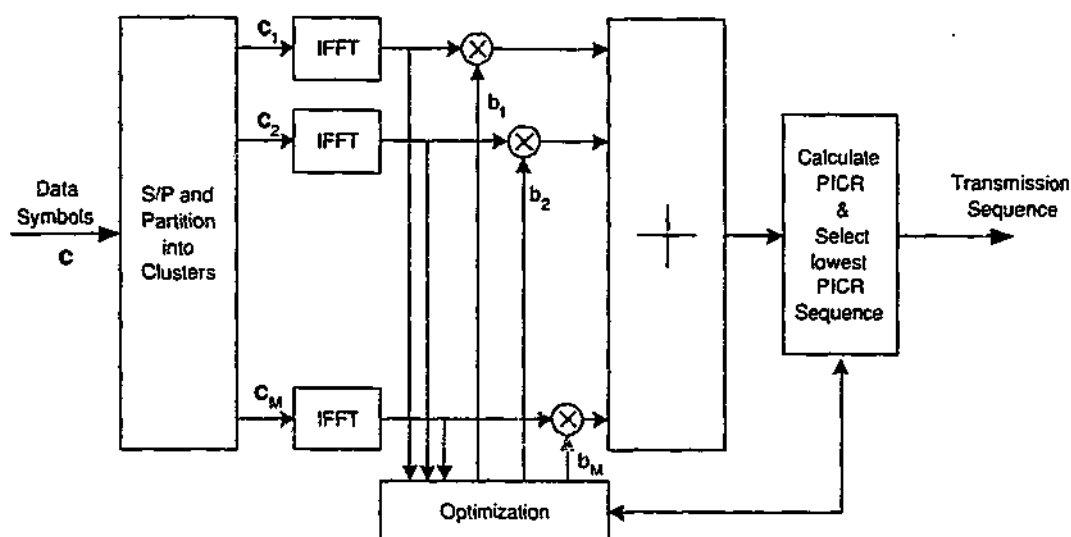 Data
Symbols
C
S/P and
Partition
into
Clusters
C1
IFFT
b1
C2
IFFT
b2
CM
IFFT
bM
Optimization
Calculate
PICR
&
Select
lowest
PICR
Sequence
Transmission
Sequence